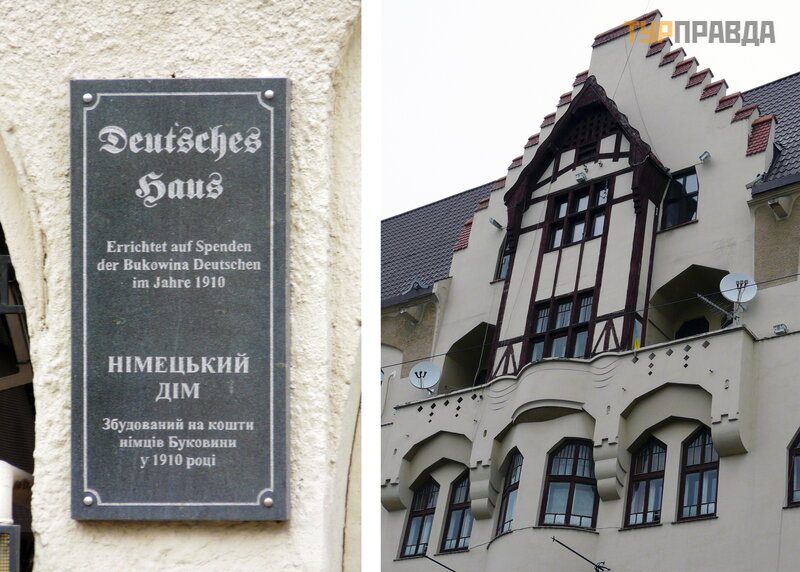 Deutsches
Haus
Errichtet auf Spenden
der Bukowina Deutschen
im Jahre 1910
НІМЕЦЬКИЙ
ДІМ
Збудований на кошти
німців Буковини
у 1910 році
ТУРПРАВДА